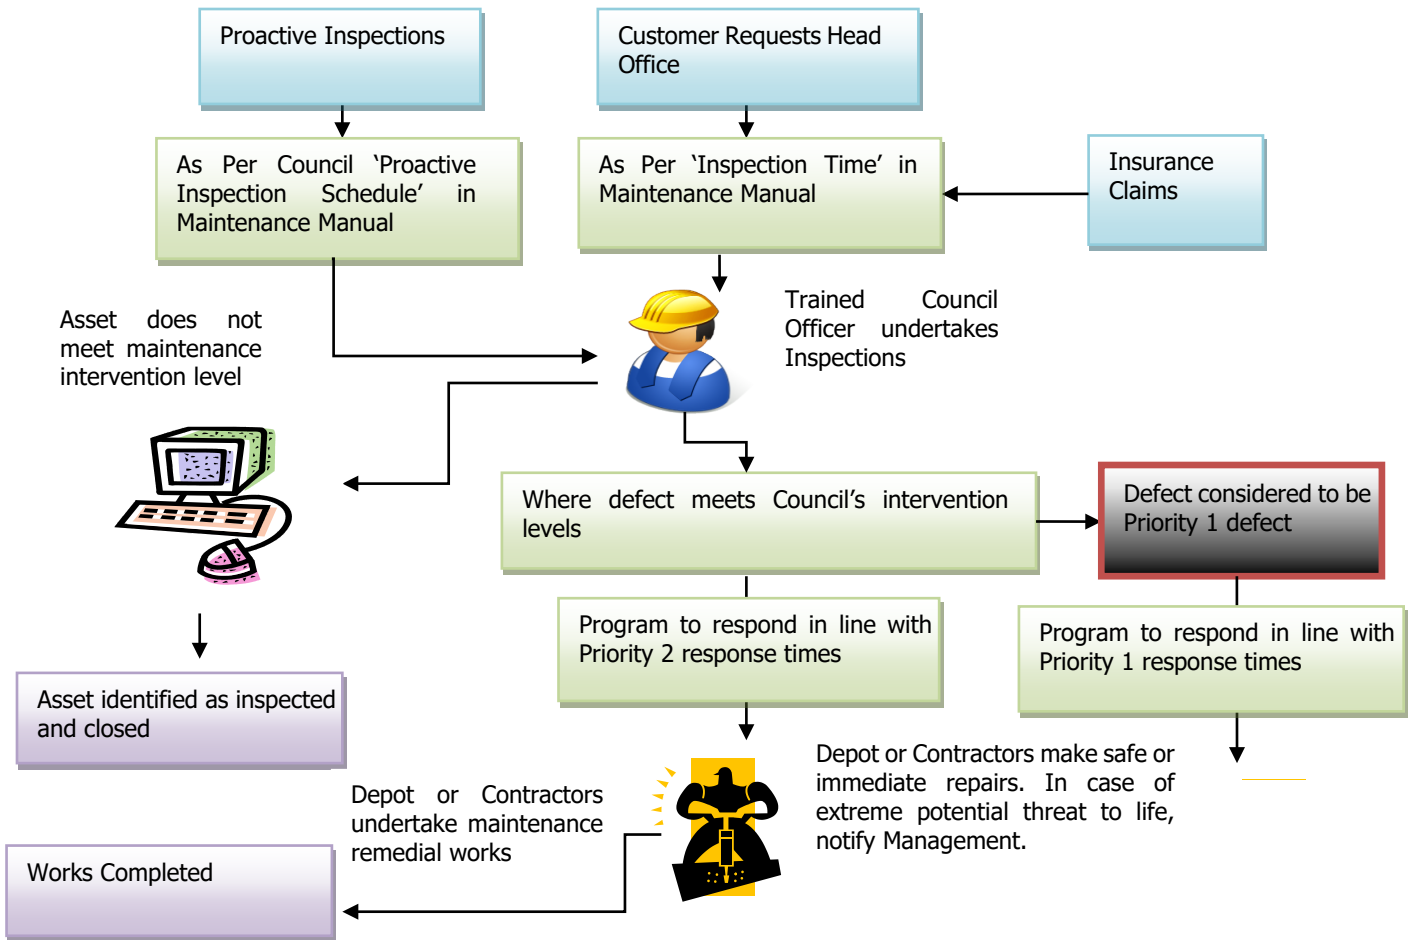 Proactive Inspections
Customer Requests Head
Office
As Per Council ‘Proactive
Inspection Schedule’ in
Maintenance Manual
As Per ‘Inspection Time’ in
Maintenance Manual
Insurance
Claims
Trained Council
Officer undertakes
Inspections
Asset does not
meet maintenance
intervention level
Where defect meets Council’s intervention
levels
Defect considered to be
Priority 1 defect
Program to respond in line with
Priority 2 response times
Program to respond in line with
Priority 1 response times
Asset identified as inspected
and closed
Depot or Contractors make safe or
immediate repairs. In case of
extreme potential threat to life,
notify Management.
Depot or Contractors
undertake maintenance
remedial works
Works Completed